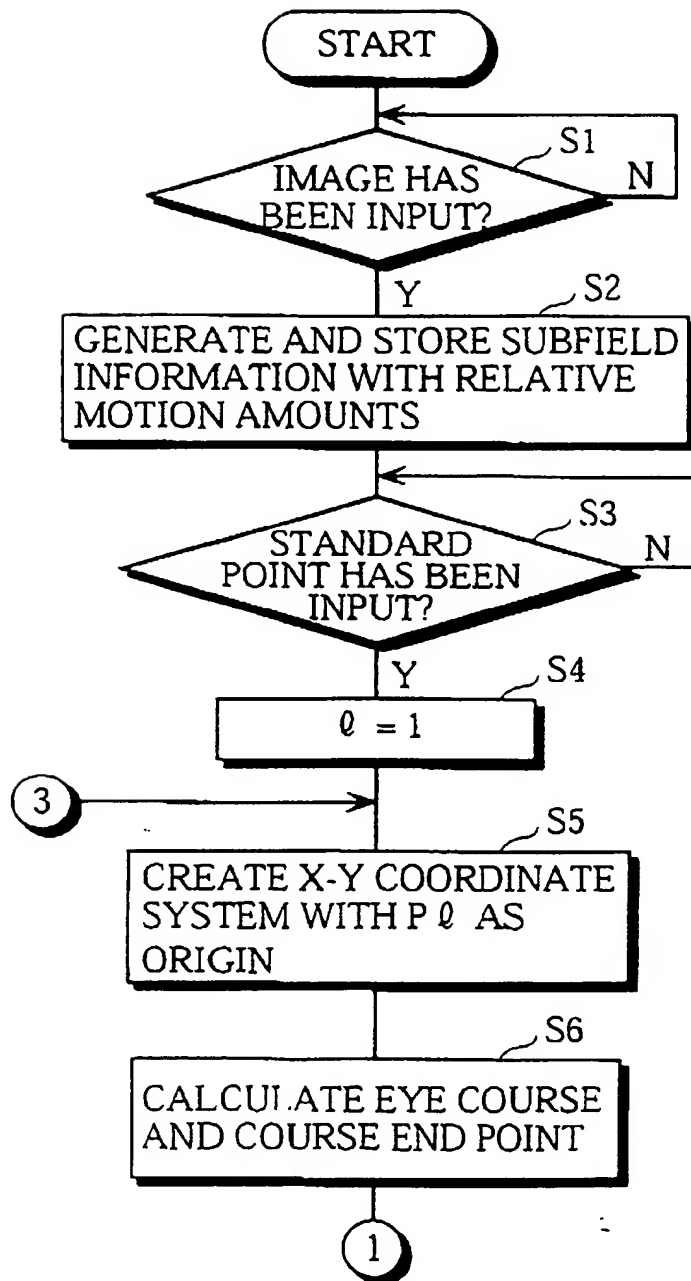 START
S1
IMAGE HAS
BEEN INPUT?
N
Y
S2
GENERATE AND STORE SUBFIELD
INFORMATION WITH RELATIVE
MOTION AMOUNTS
S3
STANDARD
POINT HAS BEEN
INPUT?
N
Y
S4
ℓ = 1
3
S5
CREATE X-Y COORDINATE
SYSTEM WITH P ℓ AS
ORIGIN
S6
CALCULATE EYE COURSE
AND COURSE END POINT
1